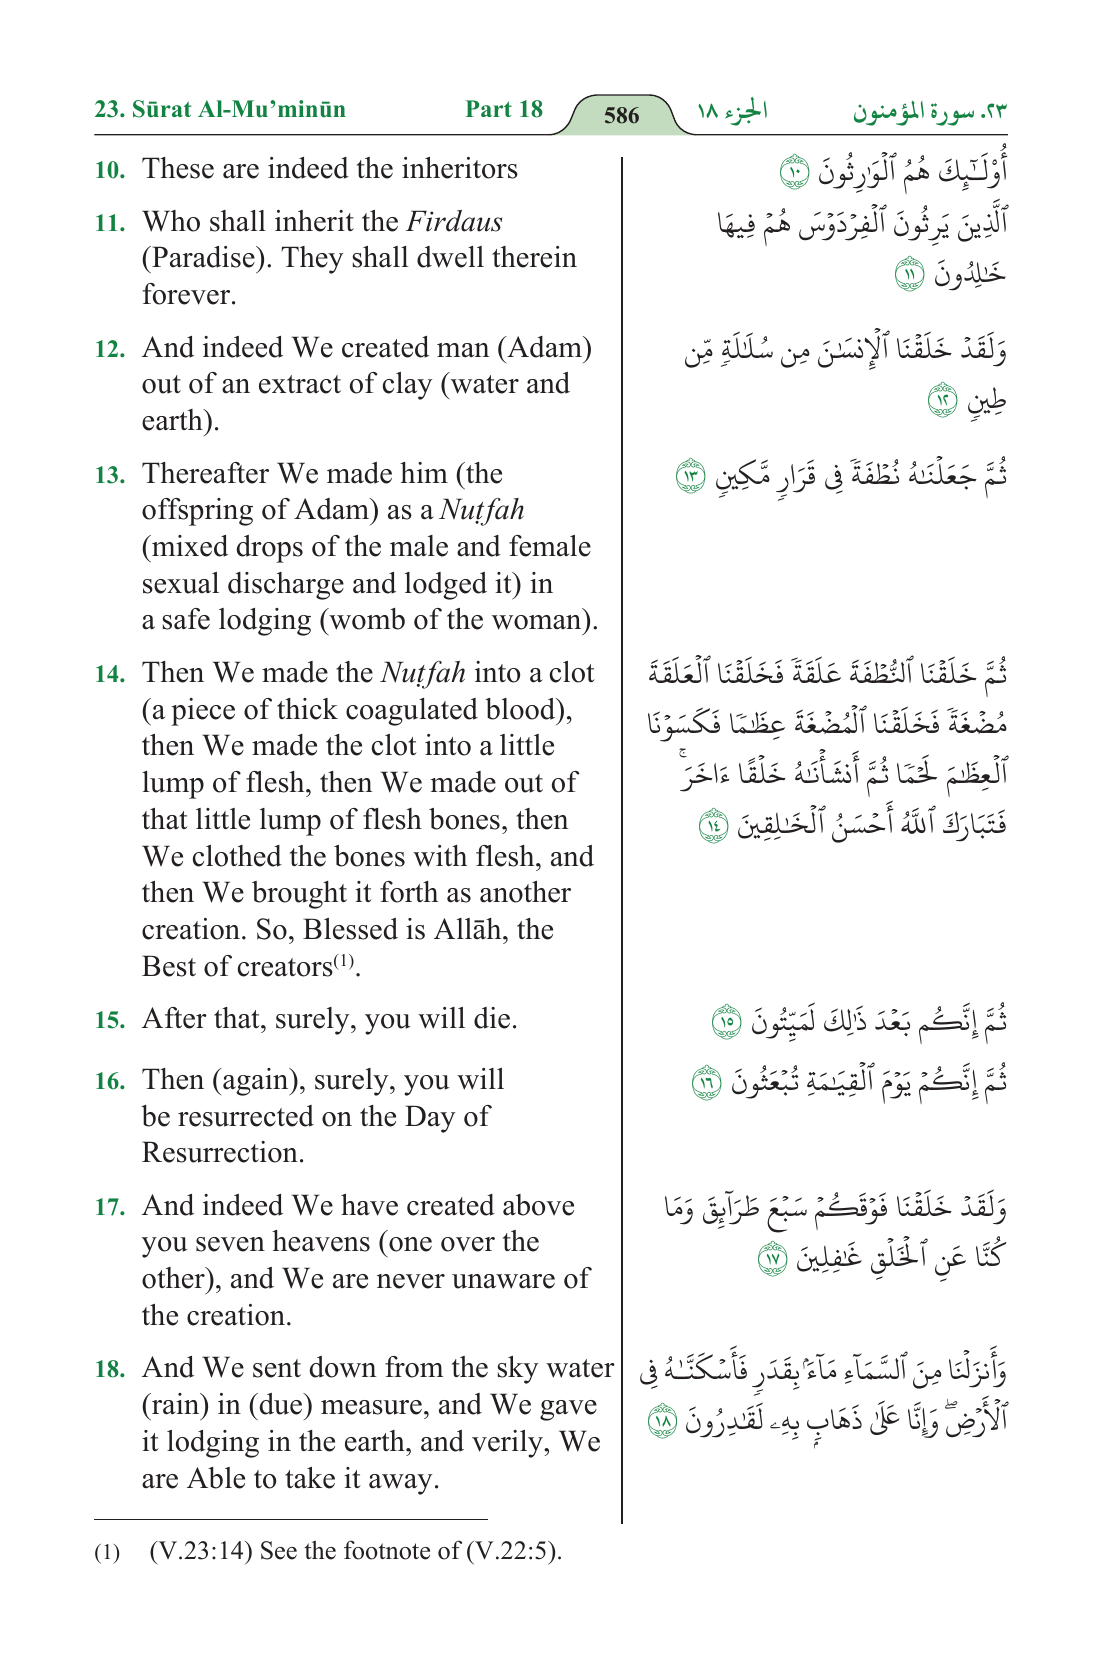 23. Sūrat Al-Mu’minūn Part 18 586 الجزء ١٨ ٢٣. سورة المؤمنون
10. These are indeed the inheritors
11. Who shall inherit the Firdaus
(Paradise). They shall dwell therein
forever.
12. And indeed We created man (Adam)
out of an extract of clay (water and
earth).
13. Thereafter We made him (the
offspring of Adam) as a Nuṭfah
(mixed drops of the male and female
sexual discharge and lodged it) in
a safe lodging (womb of the woman).
14. Then We made the Nuṭfah into a clot
(a piece of thick coagulated blood),
then We made the clot into a little
lump of flesh, then We made out of
that little lump of flesh bones, then
We clothed the bones with flesh, and
then We brought it forth as another
creation. So, Blessed is Allāh, the
Best of creators(1).
15. After that, surely, you will die.
16. Then (again), surely, you will
be resurrected on the Day of
Resurrection.
17. And indeed We have created above
you seven heavens (one over the
other), and We are never unaware of
the creation.
18. And We sent down from the sky water
(rain) in (due) measure, and We gave
it lodging in the earth, and verily, We
are Able to take it away.
أُوْلَـٰٓئِكَ هُمُ ٱلْوَٰرِثُونَ ١٠
ٱلَّذِينَ يَرِثُونَ ٱلْفِرْدَوْسَ هُمْ فِيهَا
خَـٰلِدُونَ ١١
وَلَقَدْ خَلَقْنَا ٱلْإِنسَـٰنَ مِن سُلَـٰلَةٍ مِّن
طِينٍ ١٢
ثُمَّ جَعَلْنَـٰهُ نُطْفَةً فِى قَرَارٍ مَّكِينٍ ١٣
ثُمَّ خَلَقْنَا ٱلنُّطْفَةَ عَلَقَةً فَخَلَقْنَا ٱلْعَلَقَةَ
مُضْغَةً فَخَلَقْنَا ٱلْمُضْغَةَ عِظَـٰمًا فَكَسَوْنَا
ٱلْعِظَـٰمَ لَحْمًا ثُمَّ أَنشَأْنَـٰهُ خَلْقًا ءَاخَرَ ۚ
فَتَبَارَكَ ٱللَّهُ أَحْسَنُ ٱلْخَـٰلِقِينَ ١٤
ثُمَّ إِنَّكُم بَعْدَ ذَٰلِكَ لَمَيِّتُونَ ١٥
ثُمَّ إِنَّكُمْ يَوْمَ ٱلْقِيَـٰمَةِ تُبْعَثُونَ ١٦
وَلَقَدْ خَلَقْنَا فَوْقَكُمْ سَبْعَ طَرَآئِقَ وَمَا
كُنَّا عَنِ ٱلْخَلْقِ غَـٰفِلِينَ ١٧
وَأَنزَلْنَا مِنَ ٱلسَّمَآءِ مَآءًۢ بِقَدَرٍ فَأَسْكَنَّـٰهُ فِى
ٱلْأَرْضِ ۖ وَإِنَّا عَلَىٰ ذَهَابٍۭ بِهِۦ لَقَـٰدِرُونَ ١٨
(1) (V.23:14) See the footnote of (V.22:5).